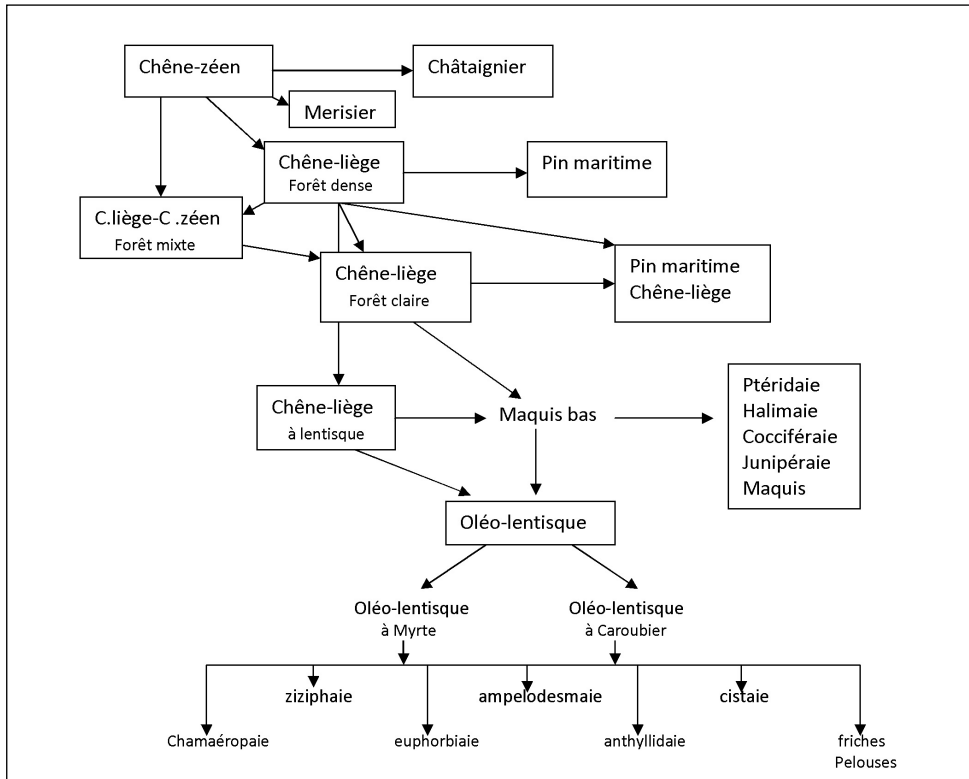 Chêne-zéen
Châtaignier
Merisier
Chêne-liège
Forêt dense
Pin maritime
C.liège-C .zéen
Forêt mixte
Chêne-liège
Forêt claire
Pin maritime
Chêne-liège
Chêne-liège
à lentisque
Maquis bas
Ptéridaie
Halimaie
Cocciféraie
Junipéraie
Maquis
Oléo-lentisque
Oléo-lentisque
à Myrte
Oléo-lentisque
à Caroubier
ziziphaie
ampelodesmaie
cistaie
Chamaéropaie
euphorbiaie
anthyllidaie
friches
Pelouses